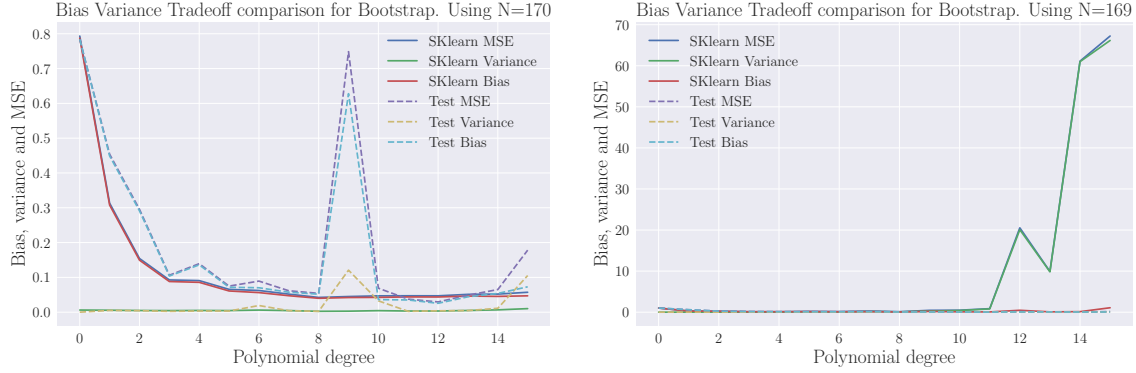 Bias Variance Tradeoff comparison for Bootstrap. Using N=170
0.8
0.7
0.6
0.5
0.4
0.3
0.2
0.1
0.0
Bias, variance and MSE
SKlearn MSE
SKlearn Variance
SKlearn Bias
Test MSE
Test Variance
Test Bias
0 2 4 6 8 10 12 14
Polynomial degree
Bias Variance Tradeoff comparison for Bootstrap. Using N=169
70
60
50
40
30
20
10
0
Bias, variance and MSE
SKlearn MSE
SKlearn Variance
SKlearn Bias
Test MSE
Test Variance
Test Bias
0 2 4 6 8 10 12 14
Polynomial degree